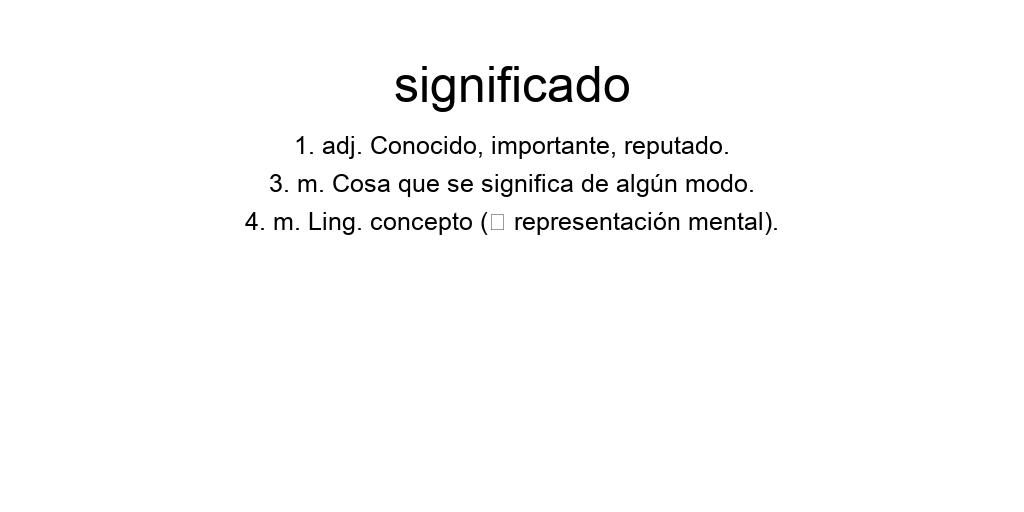 significado
1. adj. Conocido, importante, reputado.
3. m. Cosa que se significa de algún modo.
4. m. Ling. concepto (□ representación mental).